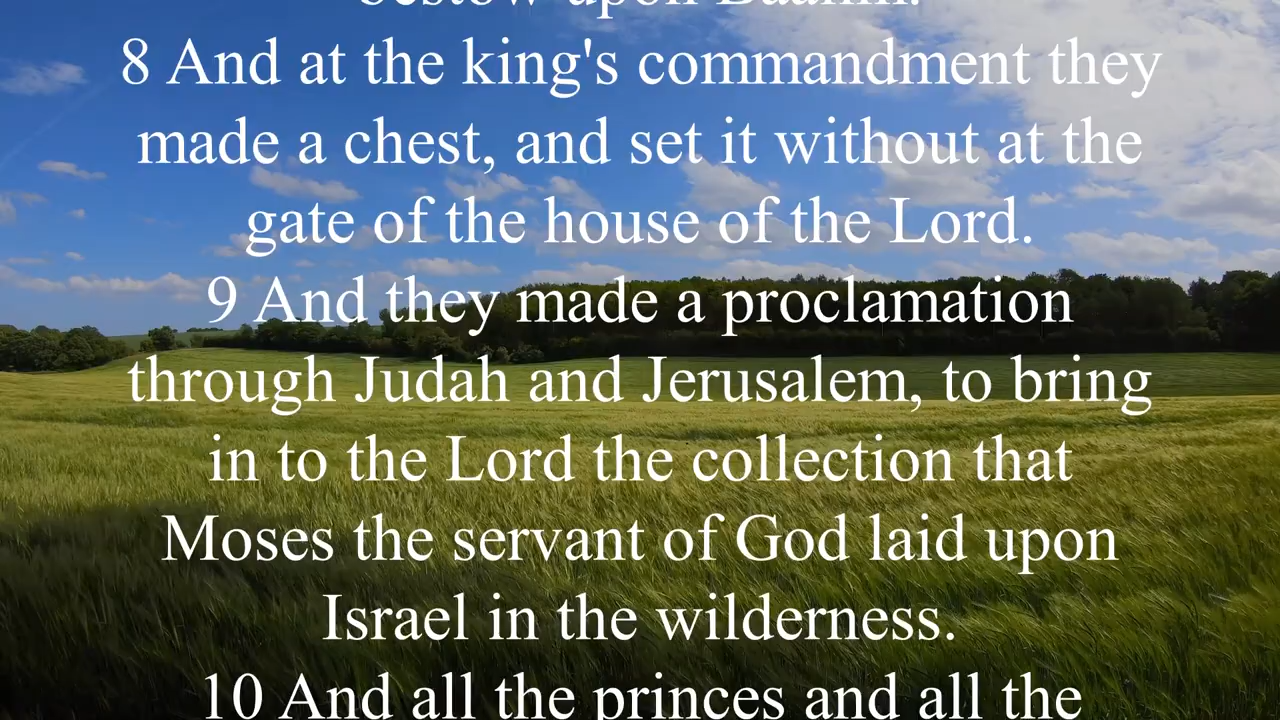 bestow upon Baalim.
8 And at the king's commandment they
made a chest, and set it without at the
gate of the house of the Lord.
9 And they made a proclamation
through Judah and Jerusalem, to bring
in to the Lord the collection that
Moses the servant of God laid upon
Israel in the wilderness.
10 And all the princes and all the